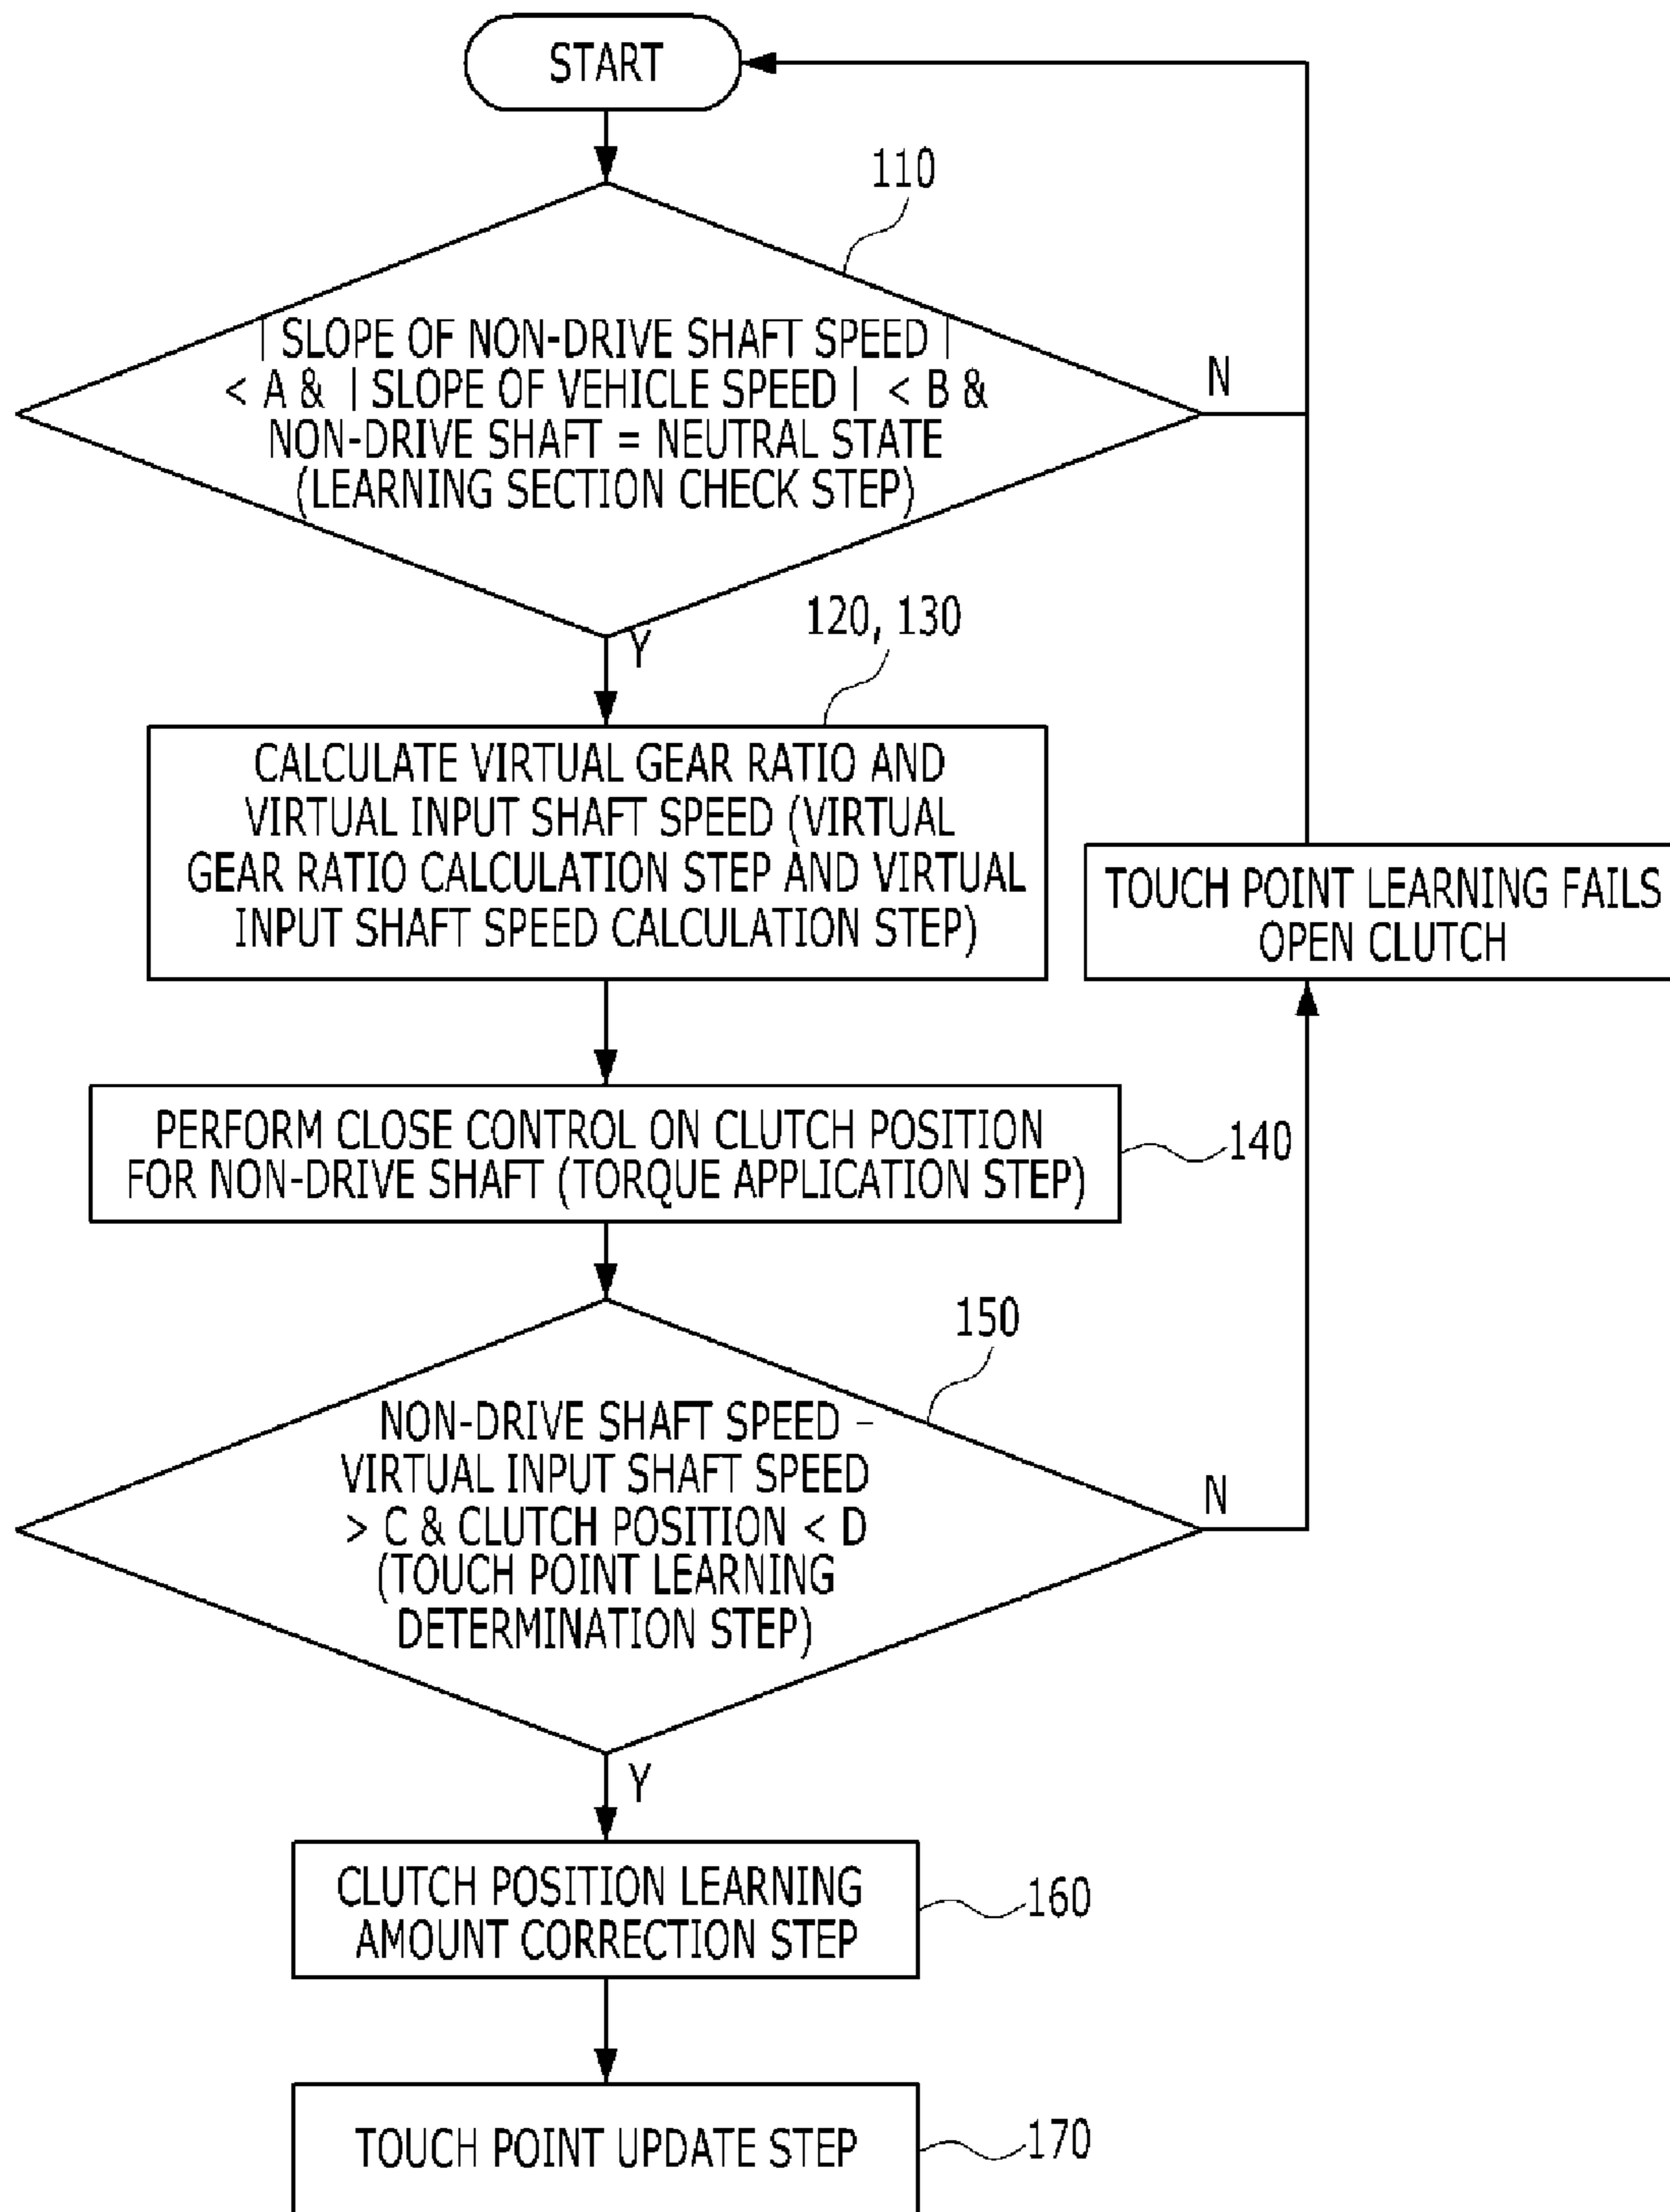 START
110
| SLOPE OF NON-DRIVE SHAFT SPEED |
< A & | SLOPE OF VEHICLE SPEED | < B &
NON-DRIVE SHAFT = NEUTRAL STATE
(LEARNING SECTION CHECK STEP)
N
Y
120, 130
CALCULATE VIRTUAL GEAR RATIO AND
VIRTUAL INPUT SHAFT SPEED (VIRTUAL
GEAR RATIO CALCULATION STEP AND VIRTUAL
INPUT SHAFT SPEED CALCULATION STEP)
TOUCH POINT LEARNING FAILS
OPEN CLUTCH
PERFORM CLOSE CONTROL ON CLUTCH POSITION
FOR NON-DRIVE SHAFT (TORQUE APPLICATION STEP)
140
150
NON-DRIVE SHAFT SPEED –
VIRTUAL INPUT SHAFT SPEED
> C & CLUTCH POSITION < D
(TOUCH POINT LEARNING
DETERMINATION STEP)
N
Y
CLUTCH POSITION LEARNING
AMOUNT CORRECTION STEP
160
TOUCH POINT UPDATE STEP
170